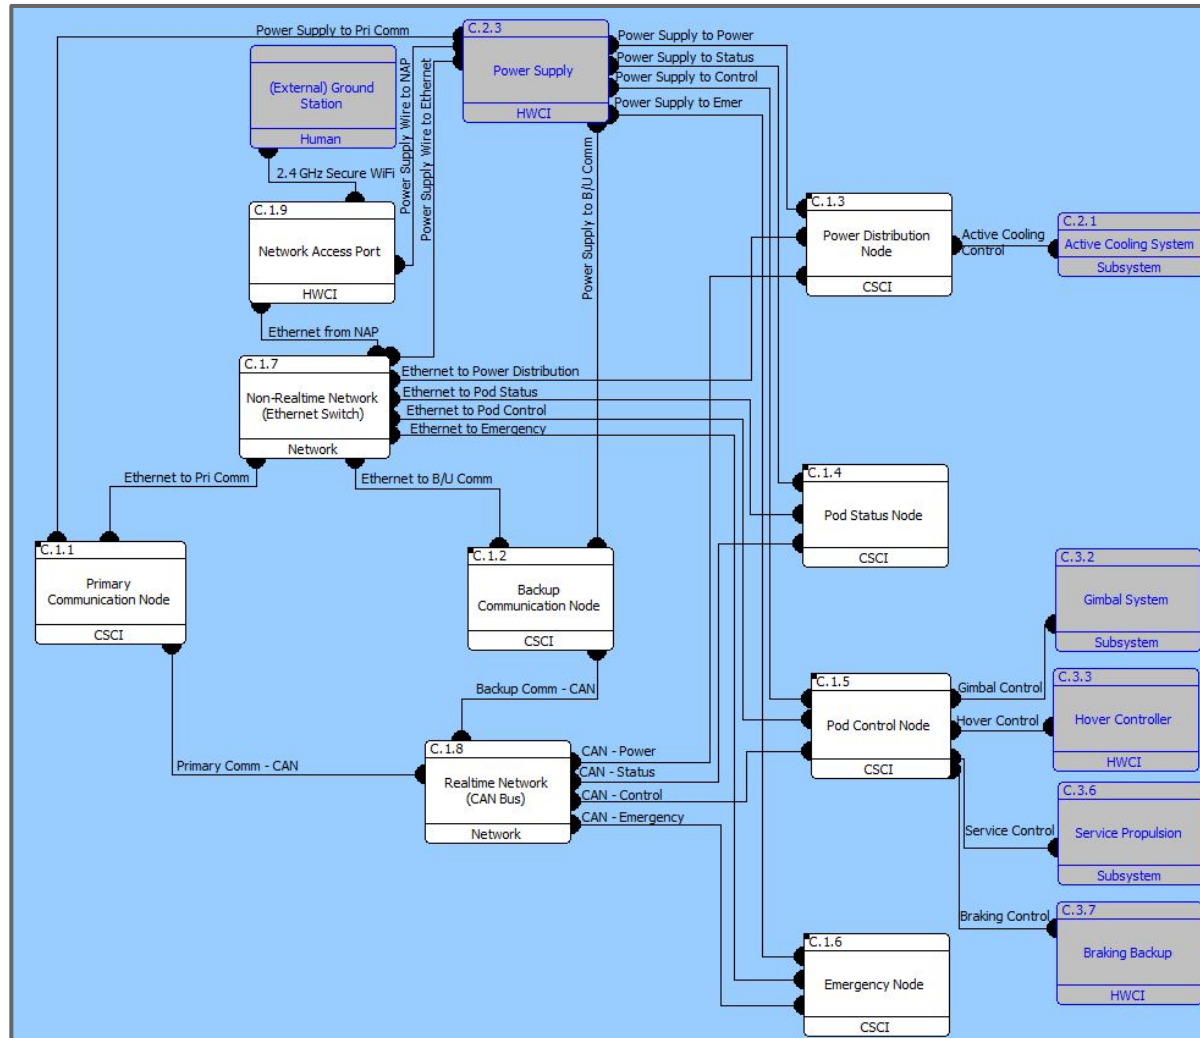 Power Supply to Pri Comm
C.2.3
Power Supply
HWCI
Power Supply to Power
Power Supply to Status
Power Supply to Control
Power Supply to Emer
(External) Ground
Station
Human
Power Supply Wire to NAP
Power Supply Wire to Ethernet
Power Supply to B/U Comm
2.4 GHz Secure WiFi
C.1.9
Network Access Port
HWCI
C.1.3
Power Distribution
Node
CSCI
Active Cooling
Control
C.2.1
Active Cooling System
Subsystem
Ethernet from NAP
C.1.7
Non-Realtime Network
(Ethernet Switch)
Network
Ethernet to Power Distribution
Ethernet to Pod Status
Ethernet to Pod Control
Ethernet to Emergency
Ethernet to Pri Comm
Ethernet to B/U Comm
C.1.4
Pod Status Node
CSCI
C.1.1
Primary
Communication Node
CSCI
C.1.2
Backup
Communication Node
CSCI
C.3.2
Gimbal System
Subsystem
Backup Comm - CAN
C.1.5
Pod Control Node
CSCI
Gimbal Control
Hover Control
Service Control
Braking Control
C.3.3
Hover Controller
HWCI
Primary Comm - CAN
C.1.8
Realtime Network
(CAN Bus)
Network
CAN - Power
CAN - Status
CAN - Control
CAN - Emergency
C.3.6
Service Propulsion
Subsystem
C.3.7
Braking Backup
HWCI
C.1.6
Emergency Node
CSCI